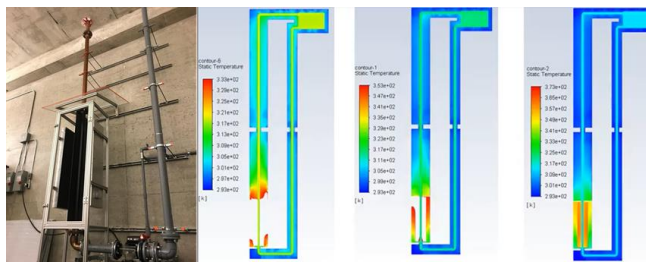 contour-0
Static Temperature
3.33e+02
3.29e+02
3.25e+02
3.21e+02
3.17e+02
3.13e+02
3.09e+02
3.05e+02
3.01e+02
2.97e+02
2.93e+02
[ k ]
contour-1
Static Temperature
3.53e+02
3.47e+02
3.41e+02
3.35e+02
3.29e+02
3.23e+02
3.17e+02
3.11e+02
3.05e+02
2.99e+02
2.93e+02
[ k ]
contour-2
Static Temperature
3.73e+02
3.65e+02
3.57e+02
3.49e+02
3.41e+02
3.33e+02
3.25e+02
3.17e+02
3.09e+02
3.01e+02
2.93e+02
[ k ]